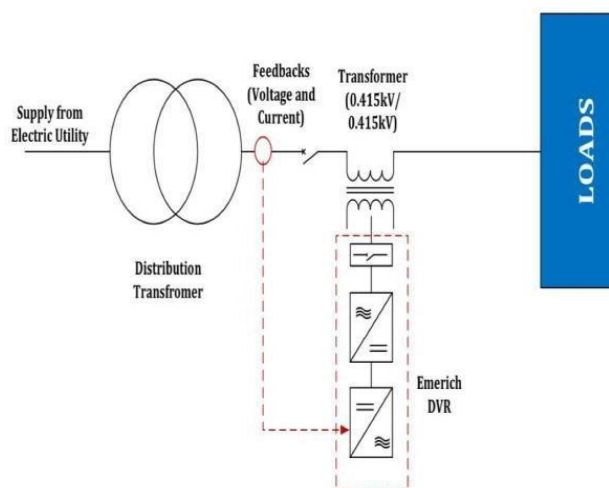 Supply from
Electric Utility
Feedbacks
(Voltage and
Current)
Transformer
(0.415kV/
0.415kV)
LOADS
Distribution
Transfromer
Emerich
DVR